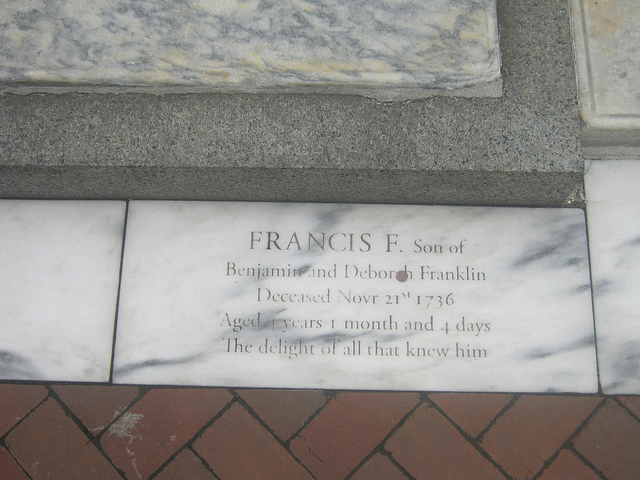 FRANCIS F. Son of
Benjamin and Deborah Franklin
Deceased Novr 21st 1736
Aged 4 years 1 month and 4 days
The delight of all that knew him